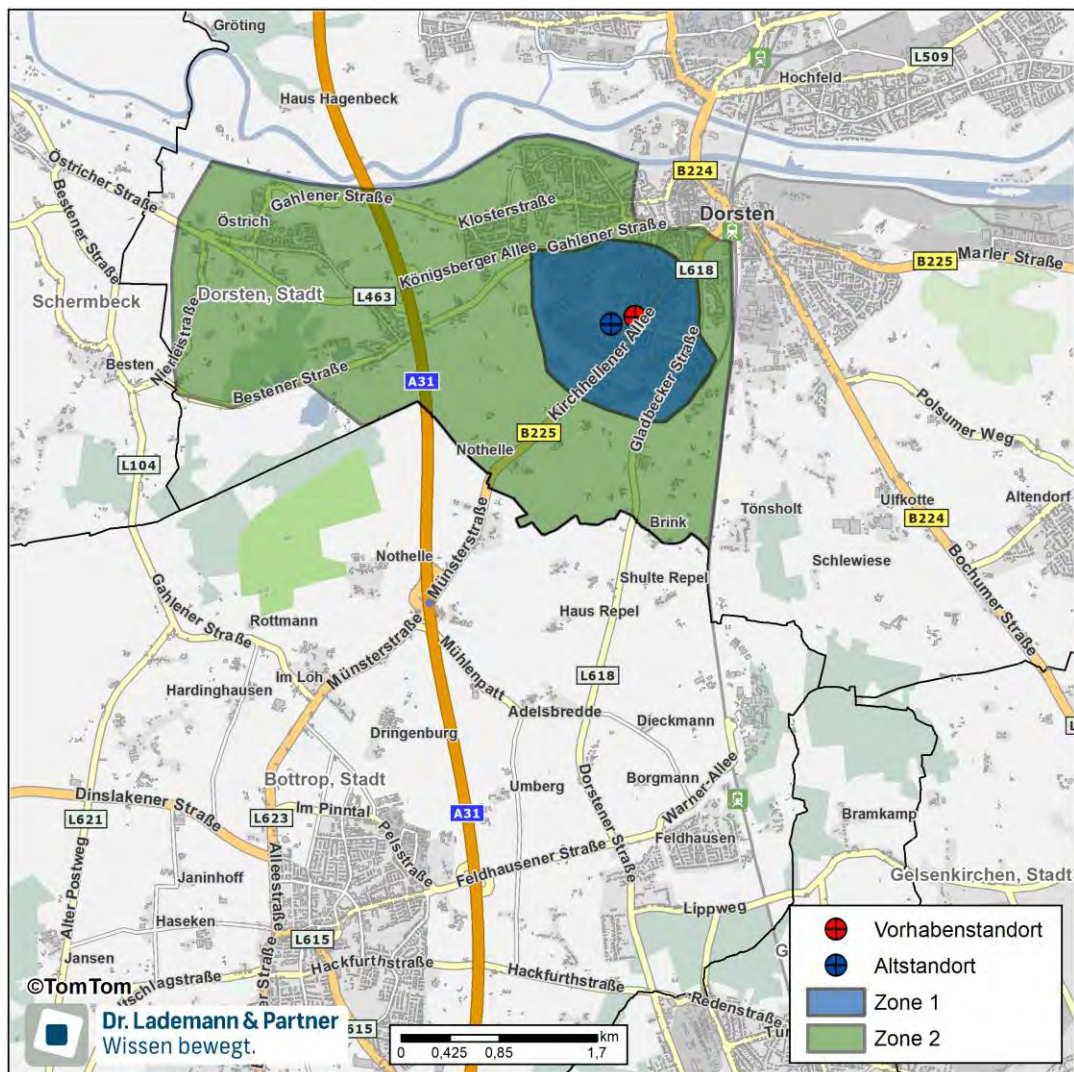 Gröting
L509
Hochfeld
Haus Hagenbeck
Östricher Straße
Bestener Straße
B224
Gahlener Straße
Klosterstraße
Östrich
Dorsten
Königsberger Allee
Gahlener Straße
Marler Straße
B225
L618
Schermbeck
Dorsten, Stadt
L463
Nierleistraße
Besten
Bestener Straße
A31
Kirchhellener Allee
Gladbecker Straße
Polsumer Weg
B225
Nothelle
L104
Ulfkotte
Altendorf
Tönsholt
B224
Brink
Nothelle
Münsterstraße
Schlewiese
Shulte Repel
Bochumer Straße
Gahlener Straße
Rottmann
Haus Repel
Münsterstraße
Mühlenpatt
L618
Im Loh
Hardinghausen
Adelsbredde
Dieckmann
Dringenburg
Bottrop, Stadt
Umberg
Borgmann
Warner-Allee
Dinslakener Straße
Im Pinntal
A31
L621
L623
Pelsstraße
Dorstener Straße
Feldhausen
Bramkamp
Alter Postweg
Alleestraße
Janinhoff
Feldhausener Straße
Gelsenkirchen, Stadt
Haseken
Lippweg
L615
Jansen
Hackfurthstraße
Hackfurthstraße
Redenstraße
L615
©TomTom
Dr. Lademann & Partner
Wissen bewegt.
km
0 0,425 0,85 1,7
Vorhabenstandort
Altstandort
Zone 1
Zone 2